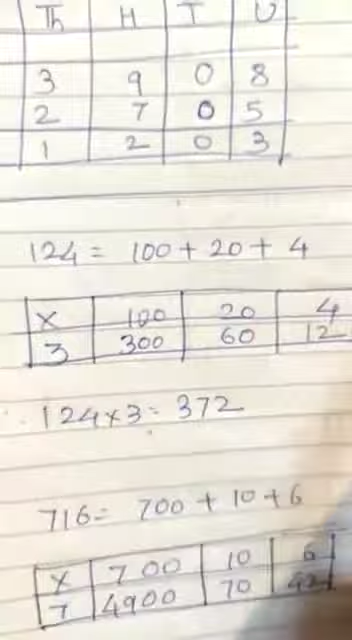 Th H T U
3 9 0 8
2 7 0 5
1 2 0 3
124 = 100 + 20 + 4
X 100 20 4
3 300 60 12
124x3 = 372
716 = 700 + 10 + 6
X 700 10 6
7 4900 70 42